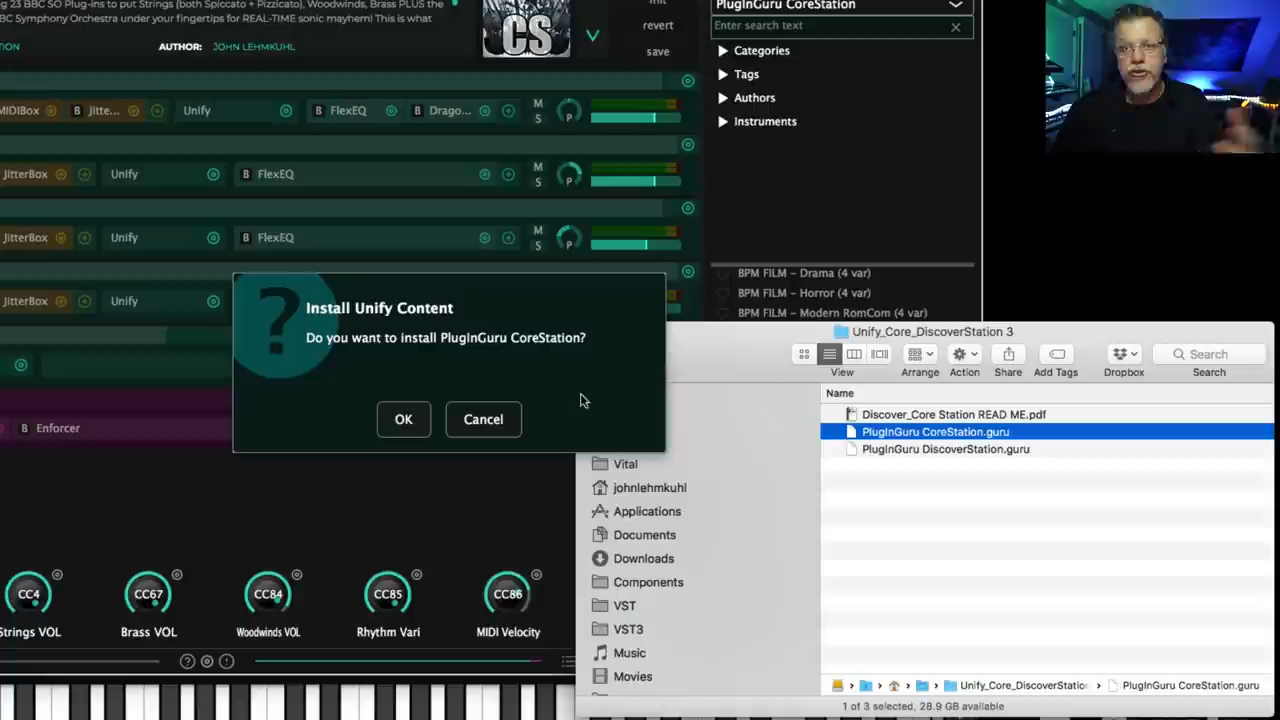 ng 23 BBC SO Plug-ins to put Strings (both Spiccato + Pizzicato), Woodwinds, Brass PLUS the
BC Symphony Orchestra under your fingertips for REAL-TIME sonic mayhem! This is what
TION
AUTHOR: JOHN LEHMKUHL
CS
init
revert
save
PlugInGuru CoreStation
Enter search text
Categories
Tags
Authors
Instruments
MIDIBox
B Jitte...
Unify
B FlexEQ
B Drago...
M
S
P
JitterBox
Unify
B FlexEQ
M
S
P
JitterBox
Unify
B FlexEQ
M
S
P
JitterBox
Unify
BPM FILM – Drama (4 var)
BPM FILM – Horror (4 var)
BPM FILM – Modern RomCom (4 var)
B Enforcer
?
Install Unify Content
Do you want to install PlugInGuru CoreStation?
OK
Cancel
Unify_Core_DiscoverStation 3
View
Arrange
Action
Share
Add Tags
Dropbox
Search
Search
Name
Discover_Core Station READ ME.pdf
PlugInGuru CoreStation.guru
PlugInGuru DiscoverStation.guru
Vital
johnlehmkuhl
Applications
Documents
Downloads
Components
VST
VST3
Music
Movies
Unify_Core_DiscoverStatio
PlugInGuru CoreStation.guru
1 of 3 selected, 28.9 GB available
CC4
CC67
CC84
CC85
CC86
Strings VOL
Brass VOL
Woodwinds VOL
Rhythm Vari
MIDI Velocity